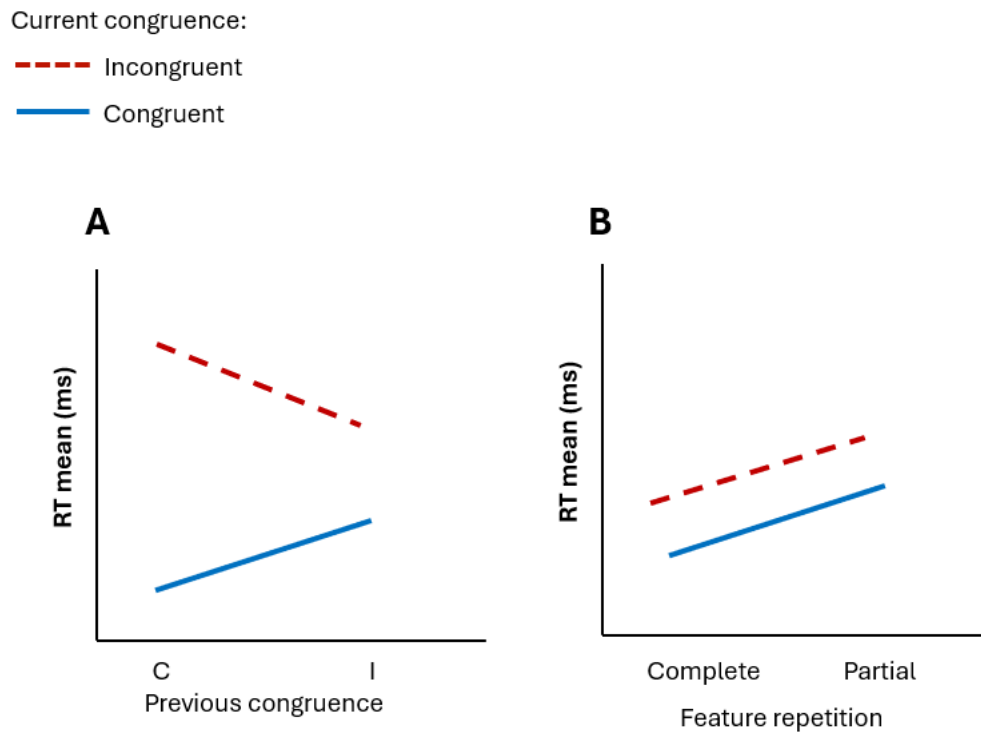 Current congruence:
Incongruent
Congruent
A
B
RT mean (ms)
RT mean (ms)
C
I
Previous congruence
Complete
Partial
Feature repetition